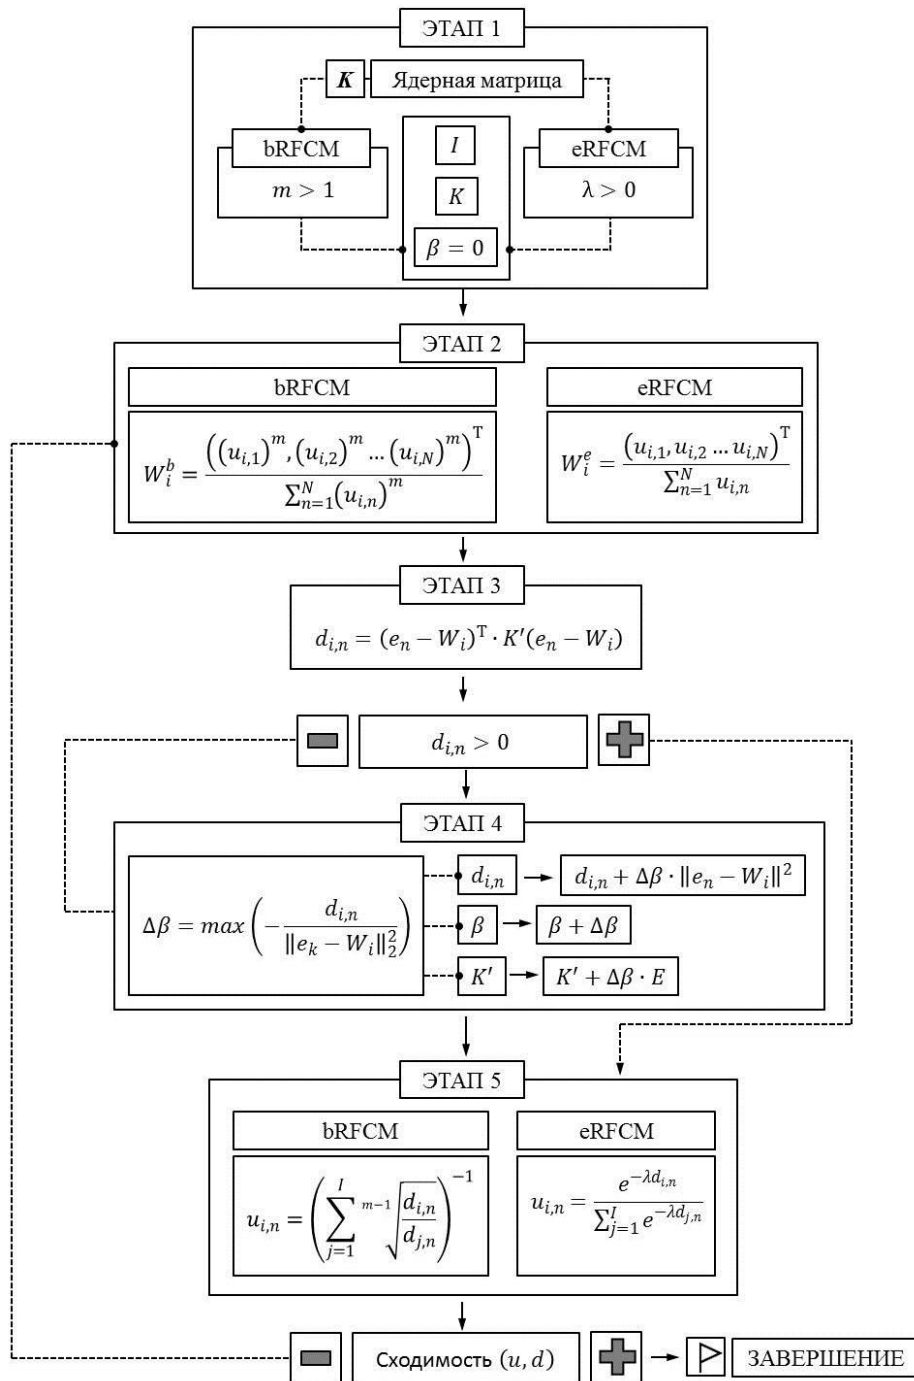 ЭТАП 1
K Ядерная матрица
bRFCM
I
eRFCM
m > 1
K
λ > 0
β = 0
ЭТАП 2
bRFCM
eRFCM
W_i^b = ((u_{i,1})^m, (u_{i,2})^m … (u_{i,N})^m)^T / ∑_{n=1}^N (u_{i,n})^m
W_i^e = (u_{i,1}, u_{i,2} … u_{i,N})^T / ∑_{n=1}^N u_{i,n}
ЭТАП 3
d_{i,n} = (e_n − W_i)^T · K′(e_n − W_i)
d_{i,n} > 0
ЭТАП 4
Δβ = max(−d_{i,n} / ‖e_k − W_i‖_2^2)
d_{i,n} → d_{i,n} + Δβ · ‖e_n − W_i‖^2
β → β + Δβ
K′ → K′ + Δβ · E
ЭТАП 5
bRFCM
eRFCM
u_{i,n} = (∑_{j=1}^I \sqrt[m−1]{d_{i,n} / d_{j,n}})^{−1}
u_{i,n} = e^{−λd_{i,n}} / ∑_{j=1}^I e^{−λd_{j,n}}
Сходимость (u, d)
ЗАВЕРШЕНИЕ